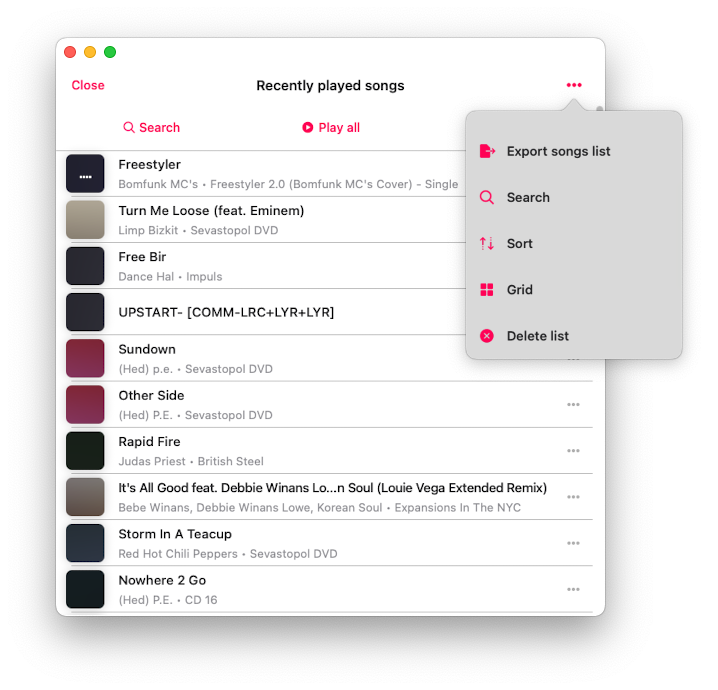 Close
Recently played songs
Search
Play all
Export songs list
Search
Sort
Grid
Delete list
Freestyler
Bomfunk MC's • Freestyler 2.0 (Bomfunk MC's Cover) - Single
Turn Me Loose (feat. Eminem)
Limp Bizkit • Sevastopol DVD
Free Bir
Dance Hal • Impuls
UPSTART- [COMM-LRC+LYR+LYR]
Sundown
(Hed) p.e. • Sevastopol DVD
Other Side
(Hed) P.E. • Sevastopol DVD
Rapid Fire
Judas Priest • British Steel
It's All Good feat. Debbie Winans Lo...n Soul (Louie Vega Extended Remix)
Bebe Winans, Debbie Winans Lowe, Korean Soul • Expansions In The NYC
Storm In A Teacup
Red Hot Chili Peppers • Sevastopol DVD
Nowhere 2 Go
(Hed) P.E. • CD 16